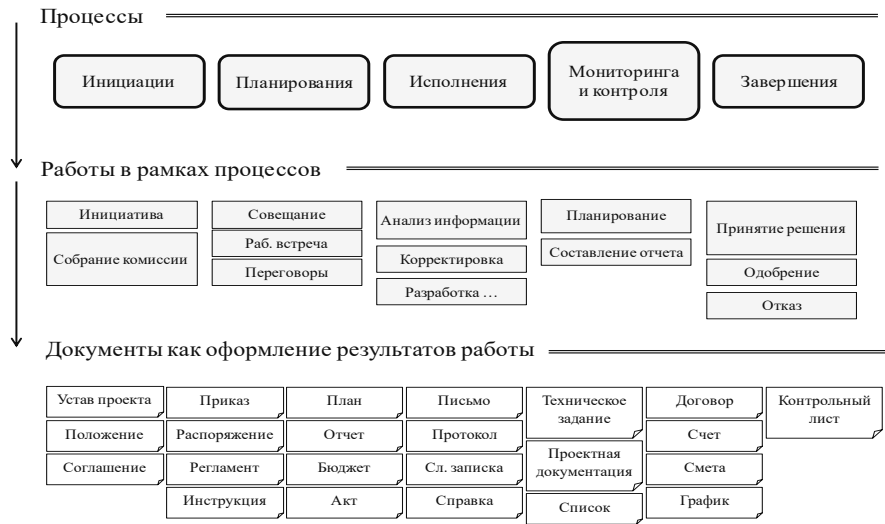 Процессы
Инициации
Планирования
Исполнения
Мониторинга
и контроля
Завершения
Работы в рамках процессов
Инициатива
Собрание комиссии
Совещание
Раб. встреча
Переговоры
Анализ информации
Корректировка
Разработка ...
Планирование
Составление отчета
Принятие решения
Одобрение
Отказ
Документы как оформление результатов работы
Устав проекта
Положение
Соглашение
Приказ
Распоряжение
Регламент
Инструкция
План
Отчет
Бюджет
Акт
Письмо
Протокол
Сл. записка
Справка
Техническое
задание
Проектная
документация
Список
Договор
Счет
Смета
График
Контрольный
лист